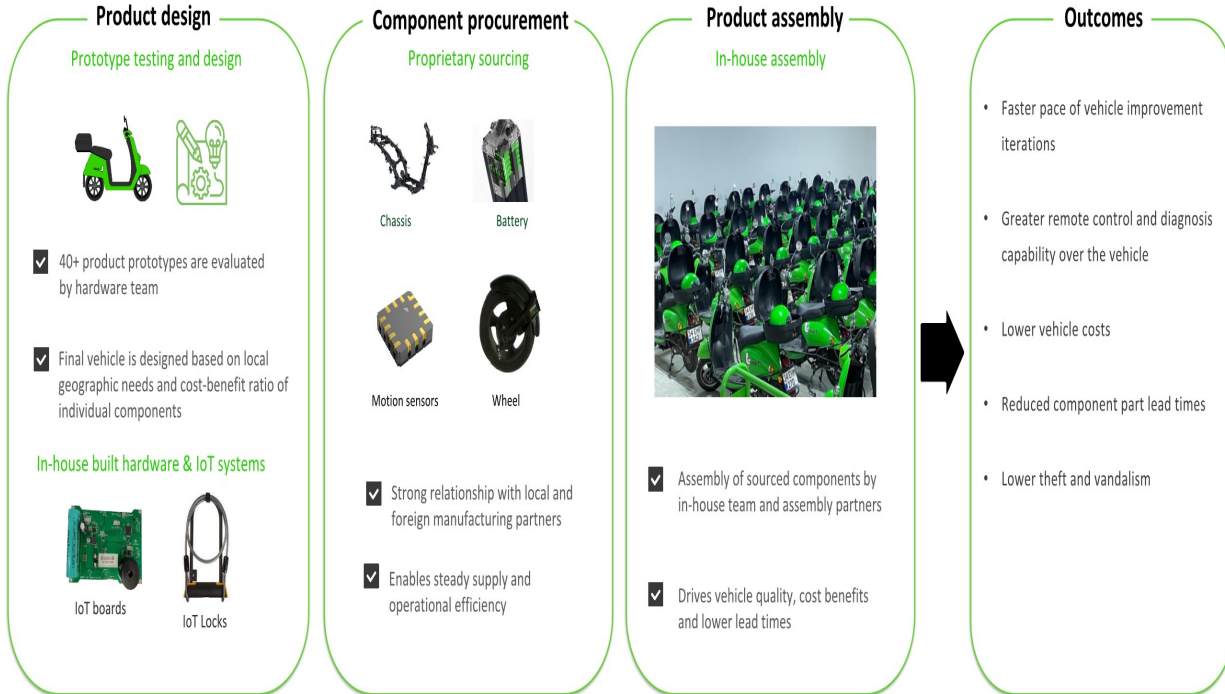 Product design
Prototype testing and design
40+ product prototypes are evaluated
by hardware team
Final vehicle is designed based on local
geographic needs and cost-benefit ratio of
individual components
In-house built hardware & IoT systems
IoT boards
IoT Locks
Component procurement
Proprietary sourcing
Chassis
Battery
Motion sensors
Wheel
Strong relationship with local and
foreign manufacturing partners
Enables steady supply and
operational efficiency
Product assembly
In-house assembly
Assembly of sourced components by
in-house team and assembly partners
Drives vehicle quality, cost benefits
and lower lead times
Outcomes
• Faster pace of vehicle improvement
iterations
• Greater remote control and diagnosis
capability over the vehicle
• Lower vehicle costs
• Reduced component part lead times
• Lower theft and vandalism